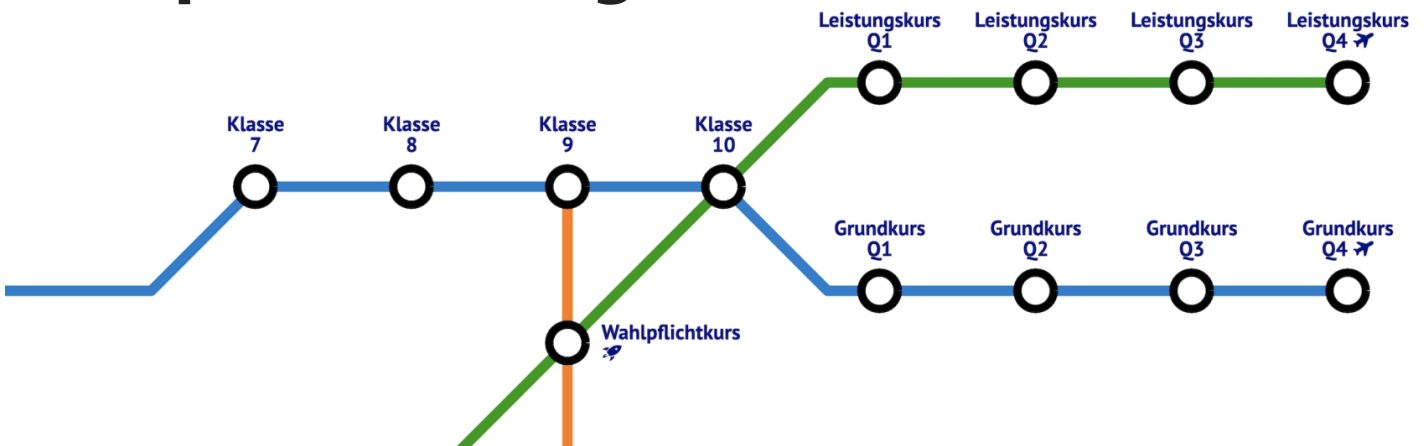 Leistungskurs
Q1
Leistungskurs
Q2
Leistungskurs
Q3
Leistungskurs
Q4
Klasse
7
Klasse
8
Klasse
9
Klasse
10
Grundkurs
Q1
Grundkurs
Q2
Grundkurs
Q3
Grundkurs
Q4
Wahlpflichtkurs